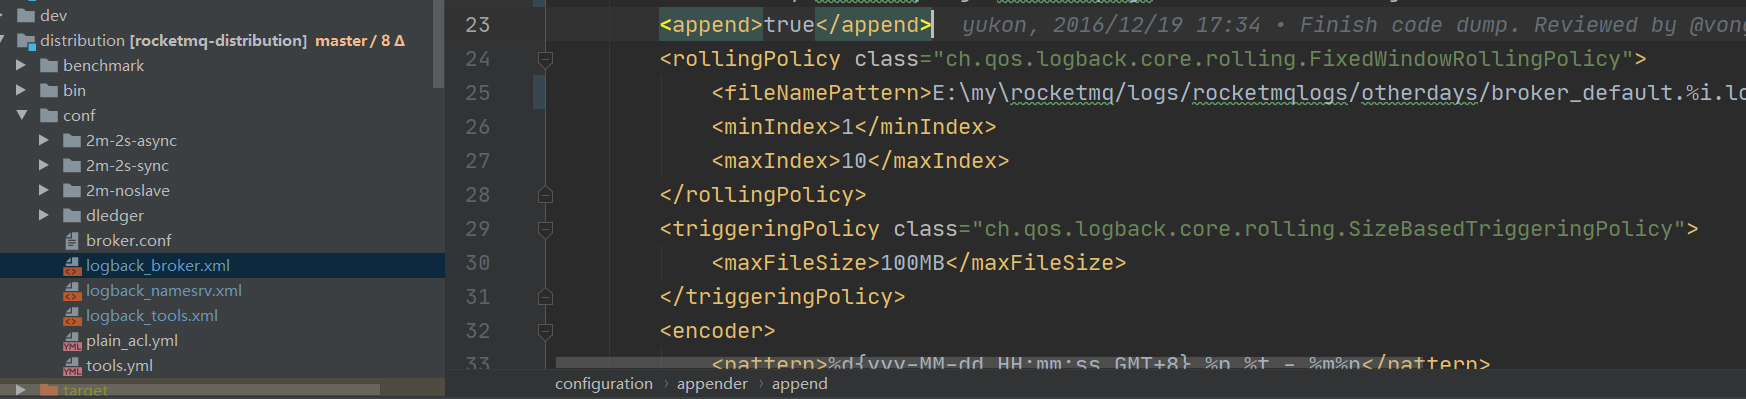 dev
distribution [rocketmq-distribution] master / 8 Δ
benchmark
bin
conf
2m-2s-async
2m-2s-sync
2m-noslave
dledger
broker.conf
logback_broker.xml
logback_namesrv.xml
logback_tools.xml
plain_acl.yml
tools.yml
target
23 <append>true</append> yukon, 2016/12/19 17:34 • Finish code dump. Reviewed by @vong
24 <rollingPolicy class="ch.qos.logback.core.rolling.FixedWindowRollingPolicy">
25 <fileNamePattern>E:\my\rocketmq/logs/rocketmqlogs/otherdays/broker_default.%i.lo
26 <minIndex>1</minIndex>
27 <maxIndex>10</maxIndex>
28 </rollingPolicy>
29 <triggeringPolicy class="ch.qos.logback.core.rolling.SizeBasedTriggeringPolicy">
30 <maxFileSize>100MB</maxFileSize>
31 </triggeringPolicy>
32 <encoder>
33 <pattern>%d{yyy-MM-dd HH:mm:ss,GMT+8} %p %t - %m%n</pattern>
configuration › appender › append